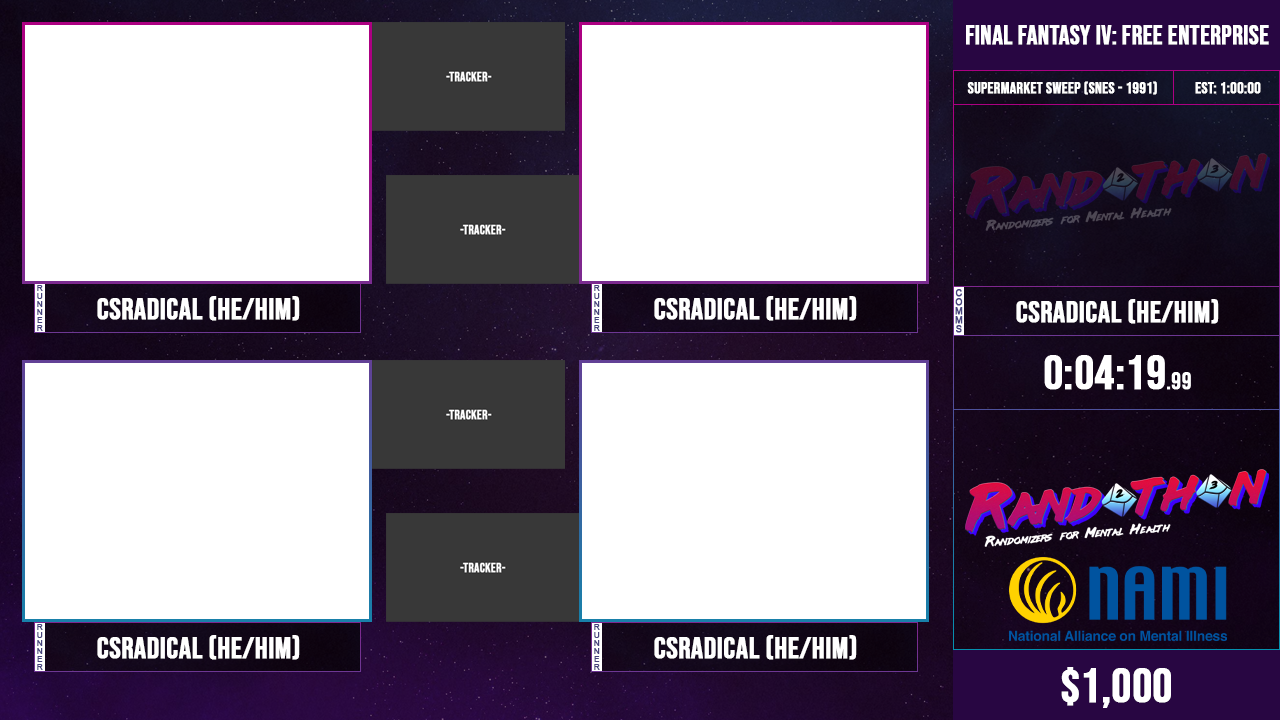 -TRACKER-
-TRACKER-
RUNNER
CSRADICAL (HE/HIM)
RUNNER
CSRADICAL (HE/HIM)
-TRACKER-
-TRACKER-
RUNNER
CSRADICAL (HE/HIM)
RUNNER
CSRADICAL (HE/HIM)
FINAL FANTASY IV: FREE ENTERPRISE
SUPERMARKET SWEEP (SNES - 1991)
EST: 1:00:00
RAND2TH3N
RANDOMIZERS FOR MENTAL HEALTH
COMMS
CSRADICAL (HE/HIM)
0:04:19.99
RAND2TH3N
RANDOMIZERS FOR MENTAL HEALTH
NAMI
National Alliance on Mental Illness
$1,000